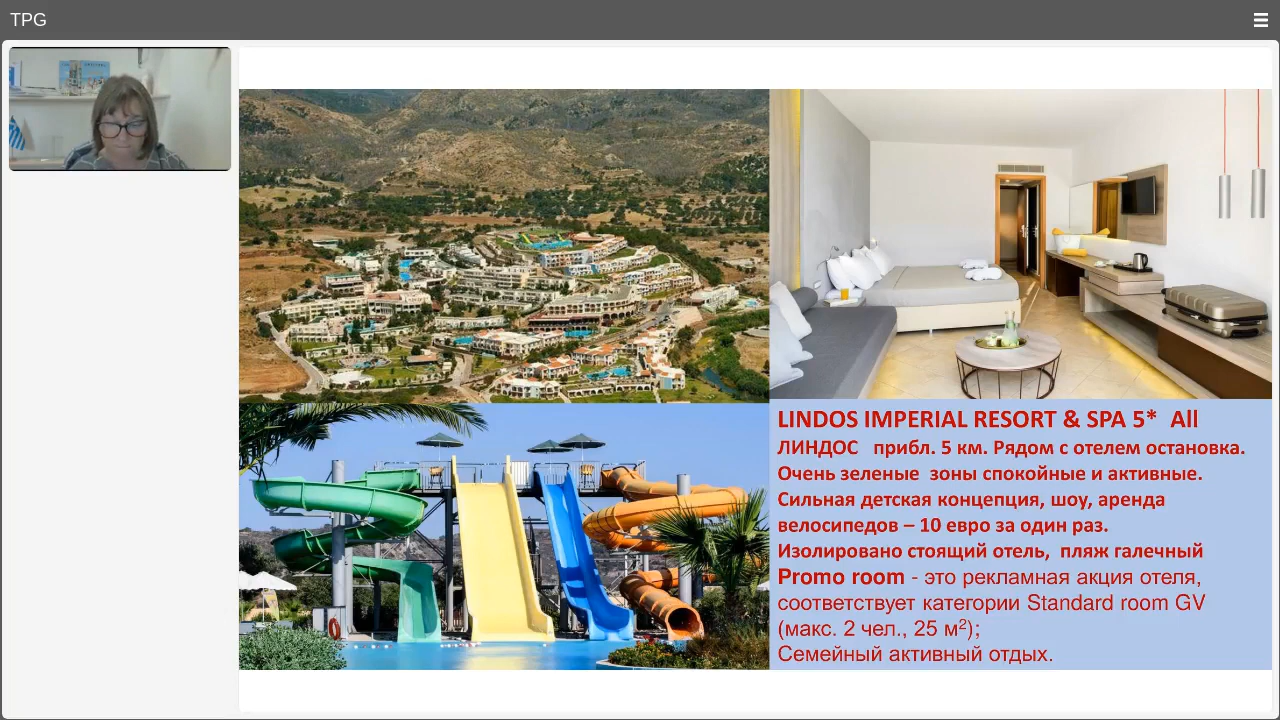 TPG
LINDOS IMPERIAL RESORT & SPA 5* All
ЛИНДОС прибл. 5 км. Рядом с отелем остановка.
Очень зеленые зоны спокойные и активные.
Сильная детская концепция, шоу, аренда
велосипедов – 10 евро за один раз.
Изолировано стоящий отель, пляж галечный
Promo room - это рекламная акция отеля,
соответствует категории Standard room GV
(макс. 2 чел., 25 м²);
Семейный активный отдых.